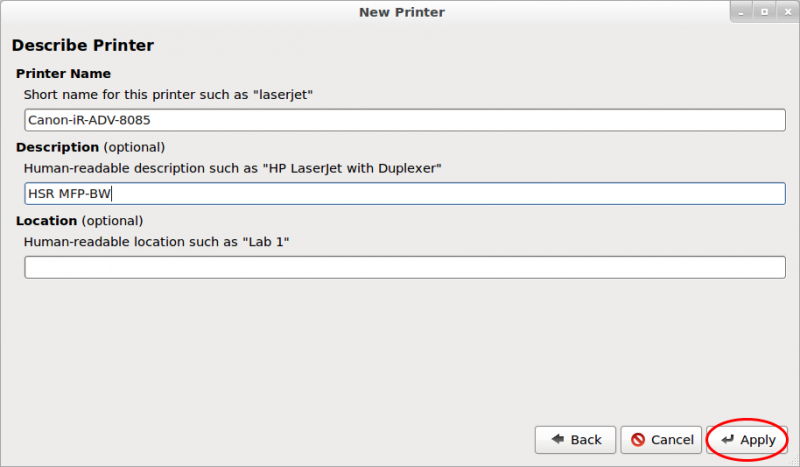 New Printer
Describe Printer
Printer Name
Short name for this printer such as "laserjet"
Canon-iR-ADV-8085
Description (optional)
Human-readable description such as "HP LaserJet with Duplexer"
HSR MFP-BW
Location (optional)
Human-readable location such as "Lab 1"
Back Cancel Apply